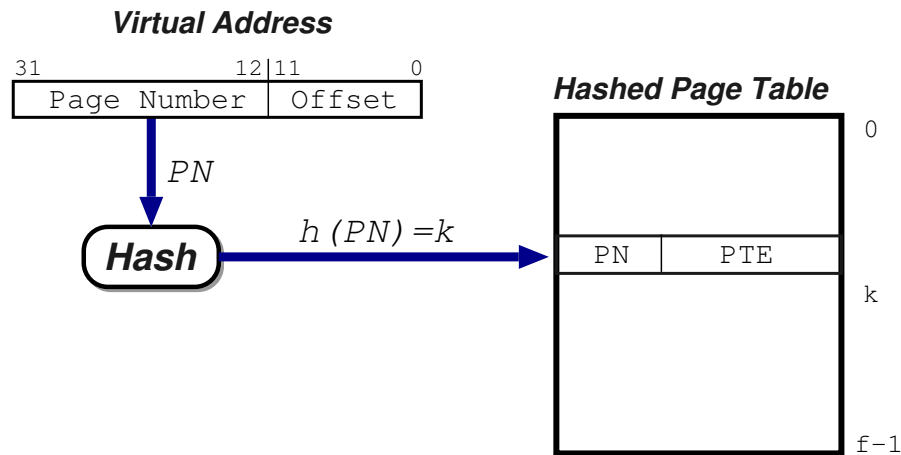 Virtual Address
31 12 11 0
Page Number Offset
Hashed Page Table
0
PN
h(PN)=k
Hash
PN PTE
k
f-1